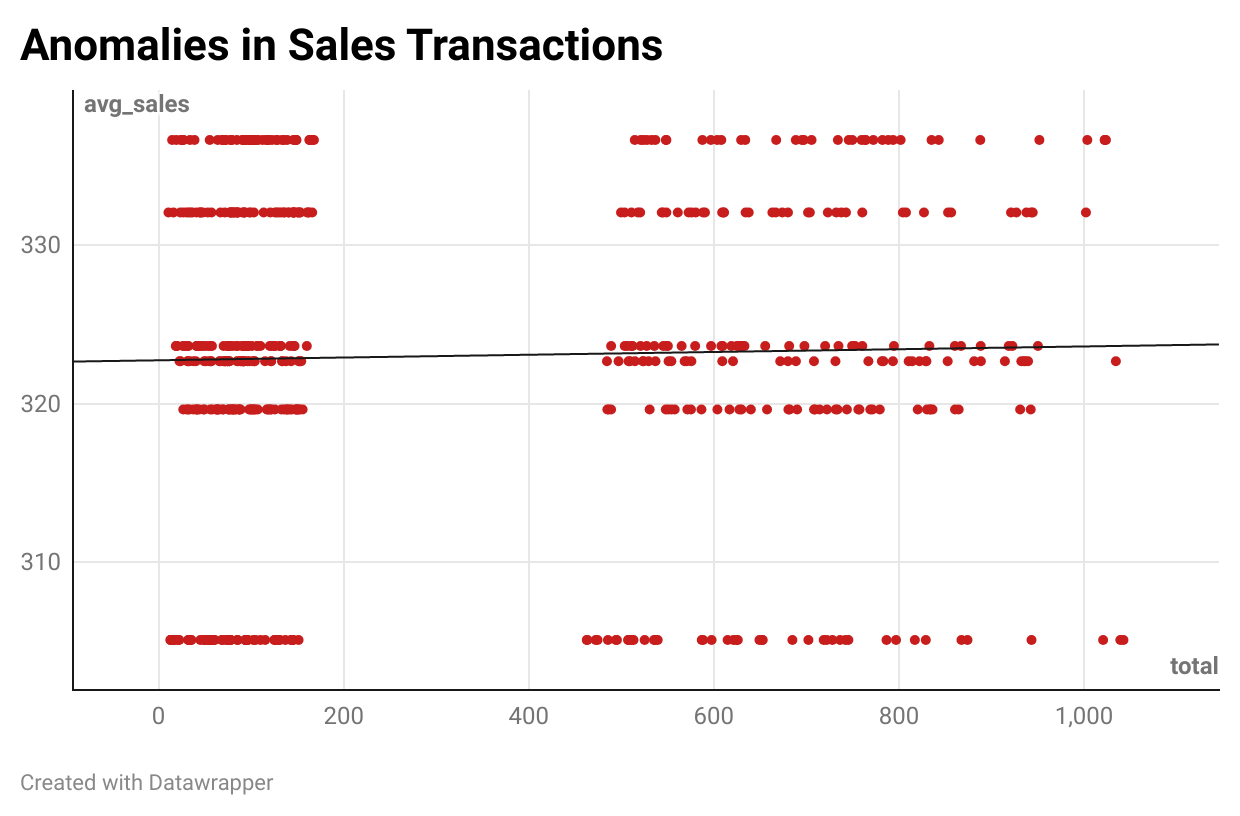 Anomalies in Sales Transactions
avg_sales
330
320
310
total
0 200 400 600 800 1,000
Created with Datawrapper